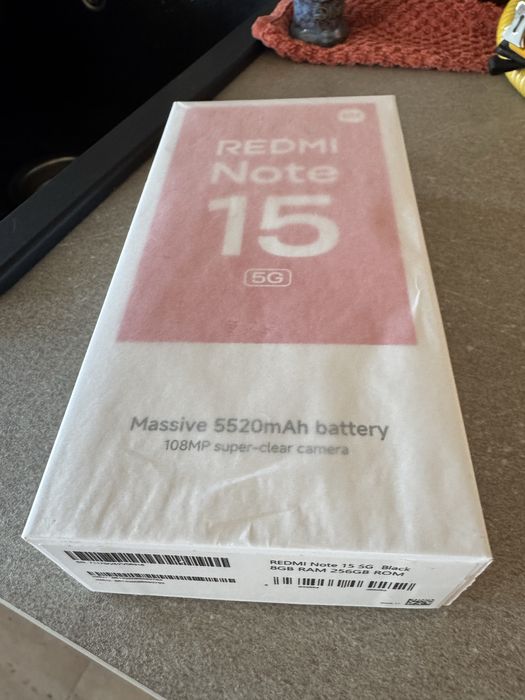 REDMI
Note
15
5G
Massive 5520mAh battery
108MP super-clear camera
REDMI Note 15 5G Black
8GB RAM 256GB ROM